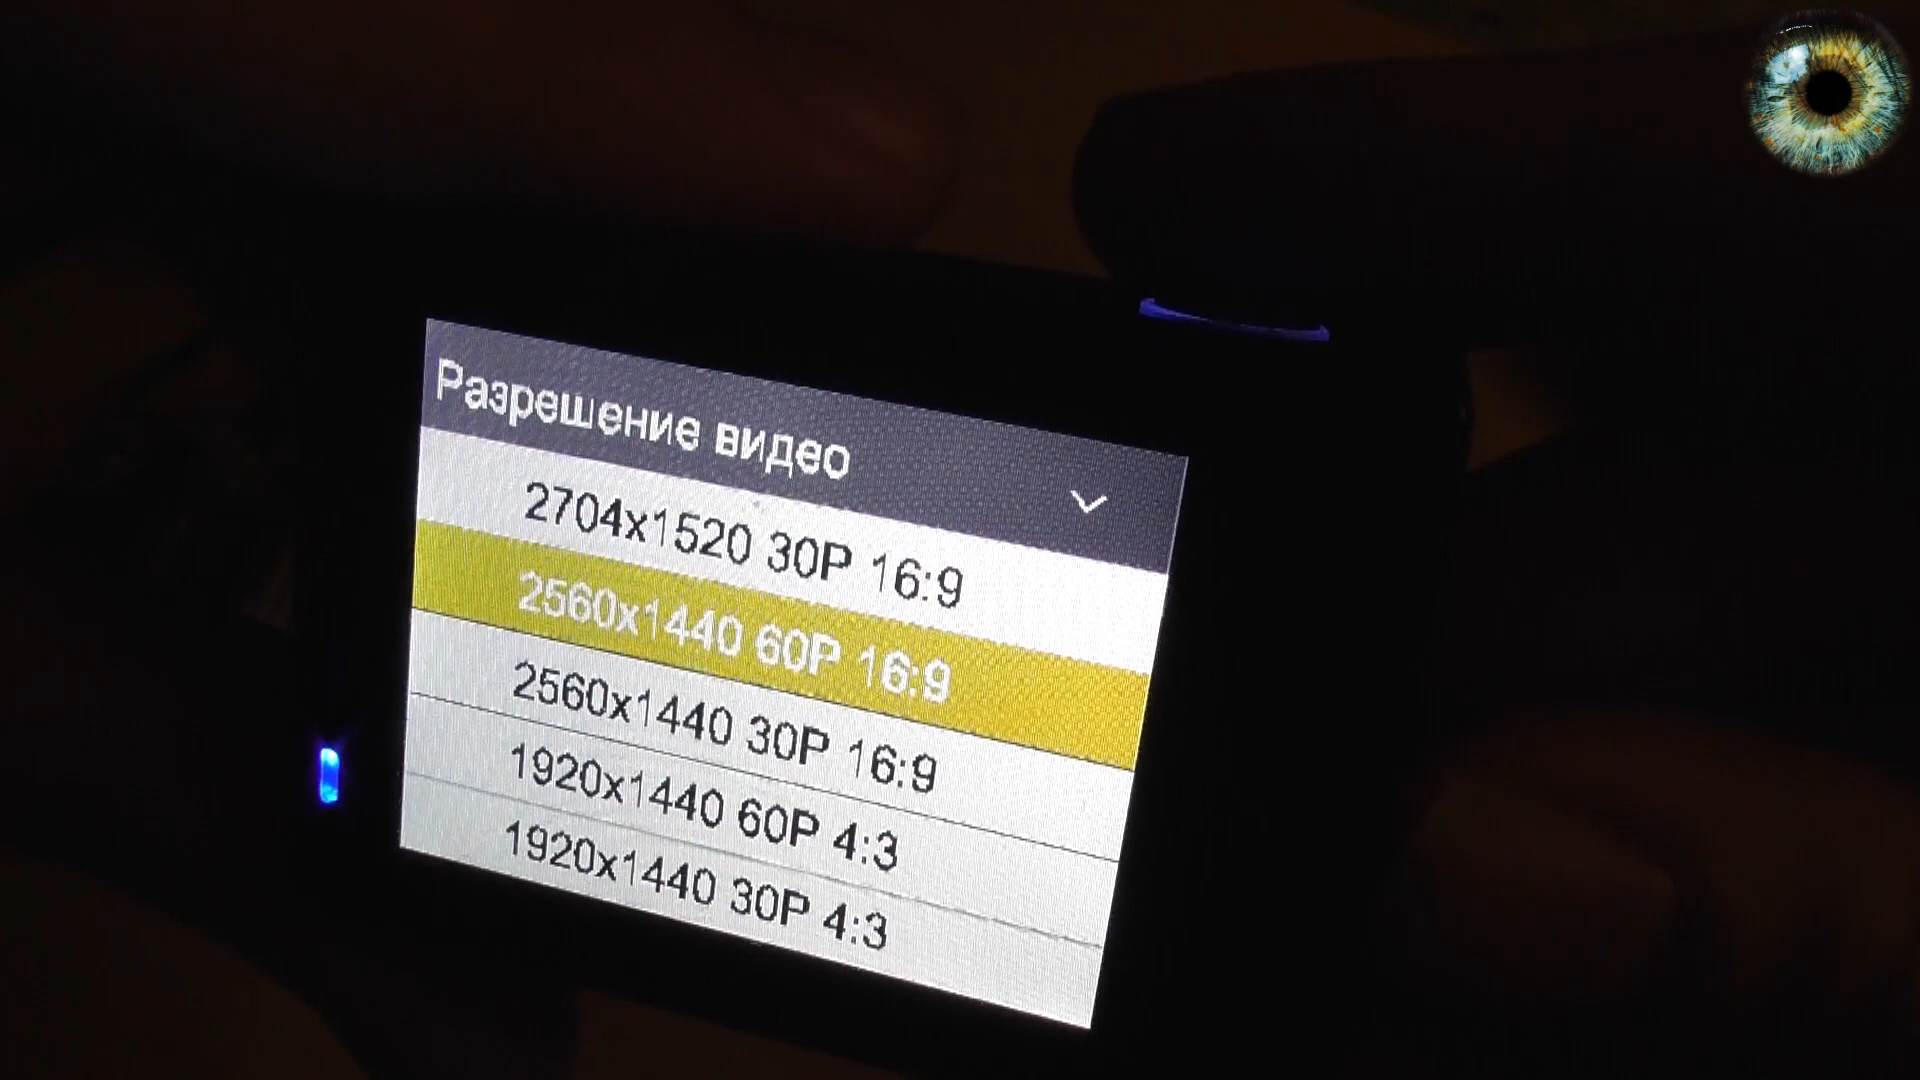 Разрешение видео
2704x1520 30P 16:9
2560x1440 60P 16:9
2560x1440 30P 16:9
1920x1440 60P 4:3
1920x1440 30P 4:3